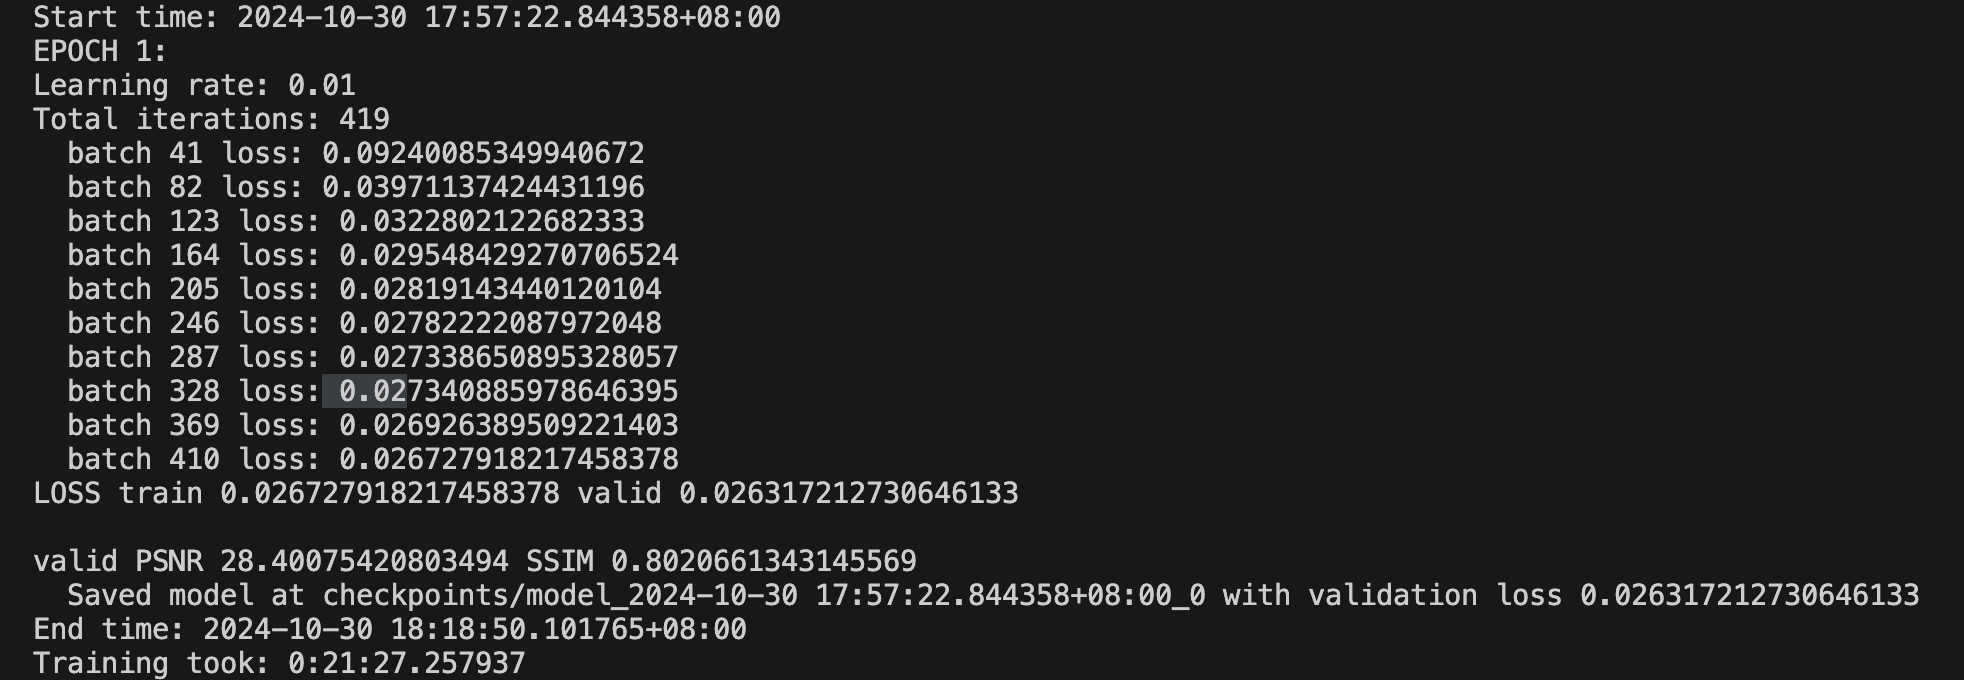 Start time: 2024-10-30 17:57:22.844358+08:00
EPOCH 1:
Learning rate: 0.01
Total iterations: 419
batch 41 loss: 0.09240085349940672
batch 82 loss: 0.03971137424431196
batch 123 loss: 0.0322802122682333
batch 164 loss: 0.029548429270706524
batch 205 loss: 0.02819143440120104
batch 246 loss: 0.02782222087972048
batch 287 loss: 0.027338650895328057
batch 328 loss: 0.027340885978646395
batch 369 loss: 0.026926389509221403
batch 410 loss: 0.026727918217458378
LOSS train 0.026727918217458378 valid 0.026317212730646133
valid PSNR 28.40075420803494 SSIM 0.8020661343145569
Saved model at checkpoints/model_2024-10-30 17:57:22.844358+08:00_0 with validation loss 0.026317212730646133
End time: 2024-10-30 18:18:50.101765+08:00
Training took: 0:21:27.257937